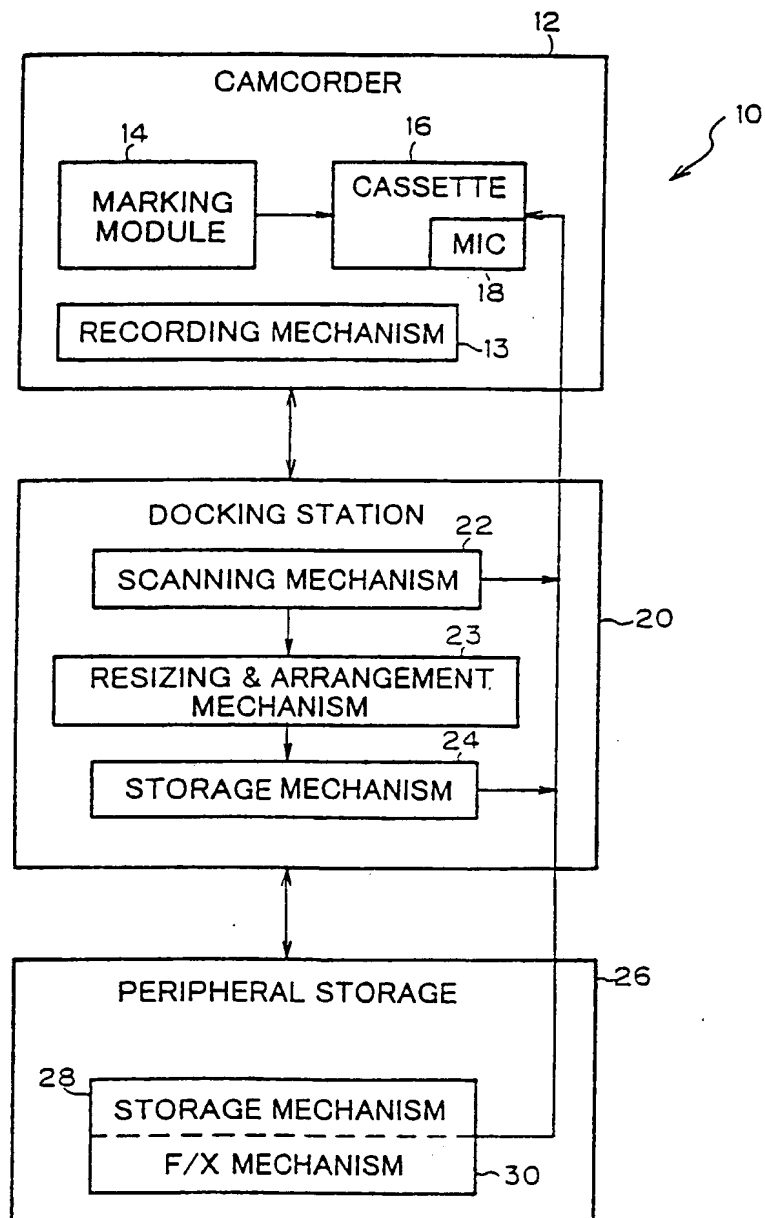 12
CAMCORDER
10
14
16
MARKING
MODULE
CASSETTE
MIC
18
RECORDING MECHANISM
13
DOCKING STATION
22
SCANNING MECHANISM
20
23
RESIZING & ARRANGEMENT
MECHANISM
24
STORAGE MECHANISM
26
PERIPHERAL STORAGE
28
STORAGE MECHANISM
F/X MECHANISM
30